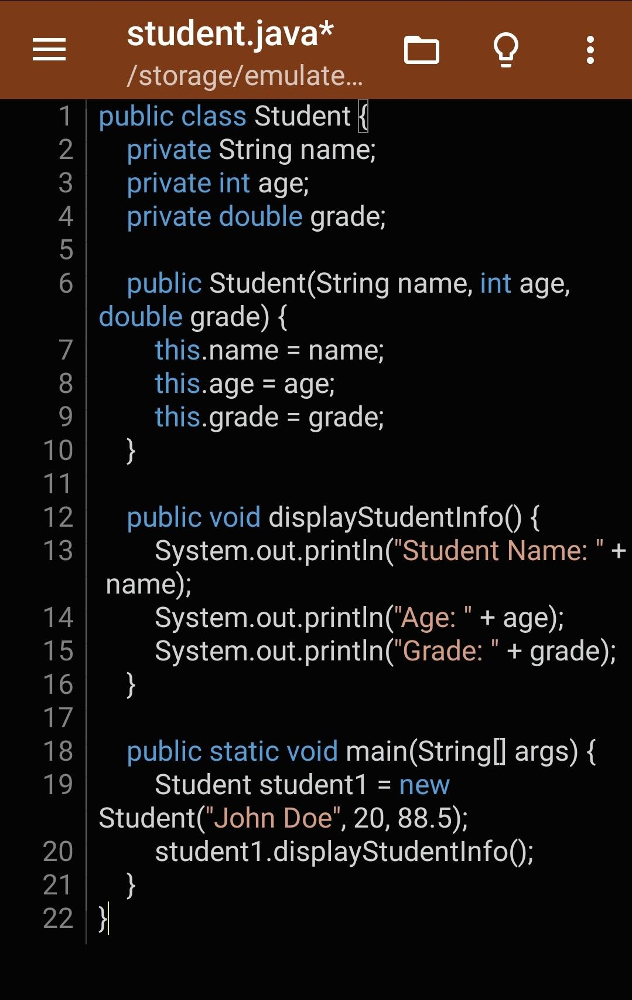 student.java*
/storage/emulate...
1 public class Student {
2     private String name;
3     private int age;
4     private double grade;
5
6     public Student(String name, int age,
double grade) {
7         this.name = name;
8         this.age = age;
9         this.grade = grade;
10     }
11
12     public void displayStudentInfo() {
13         System.out.println("Student Name: " +
name);
14         System.out.println("Age: " + age);
15         System.out.println("Grade: " + grade);
16     }
17
18     public static void main(String[] args) {
19         Student student1 = new
Student("John Doe", 20, 88.5);
20         student1.displayStudentInfo();
21     }
22 }